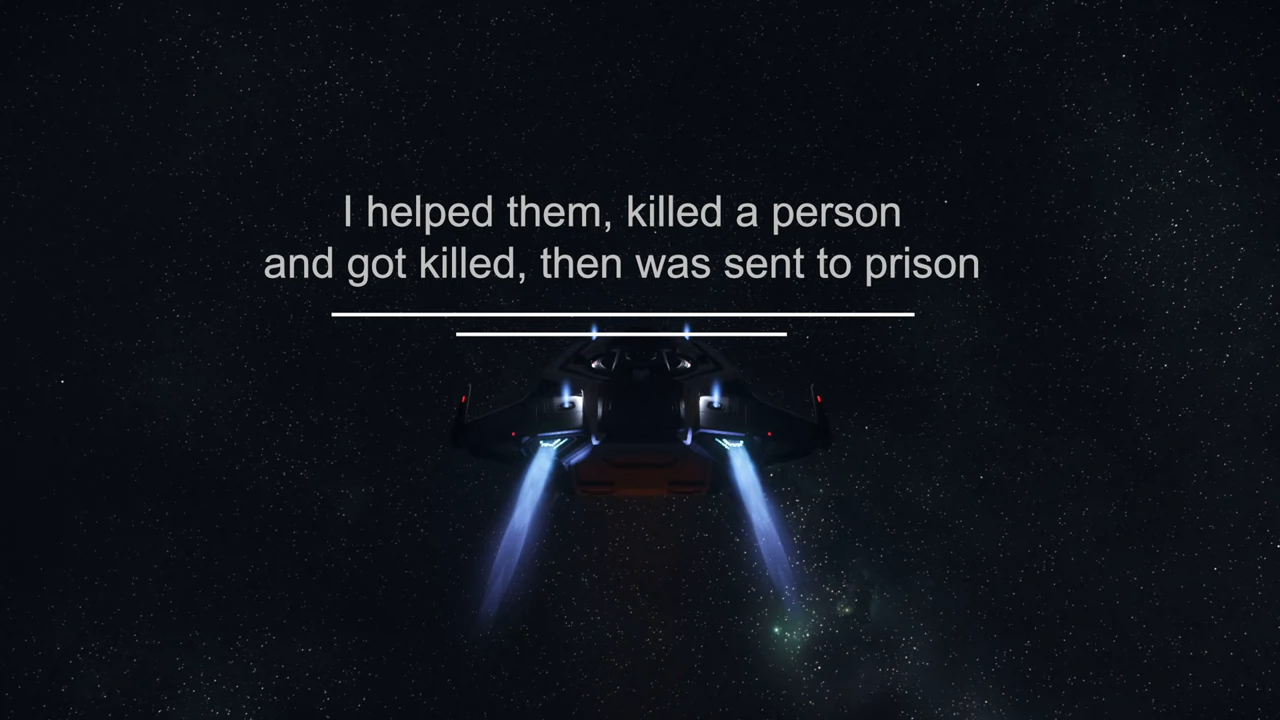 I helped them, killed a person
and got killed, then was sent to prison